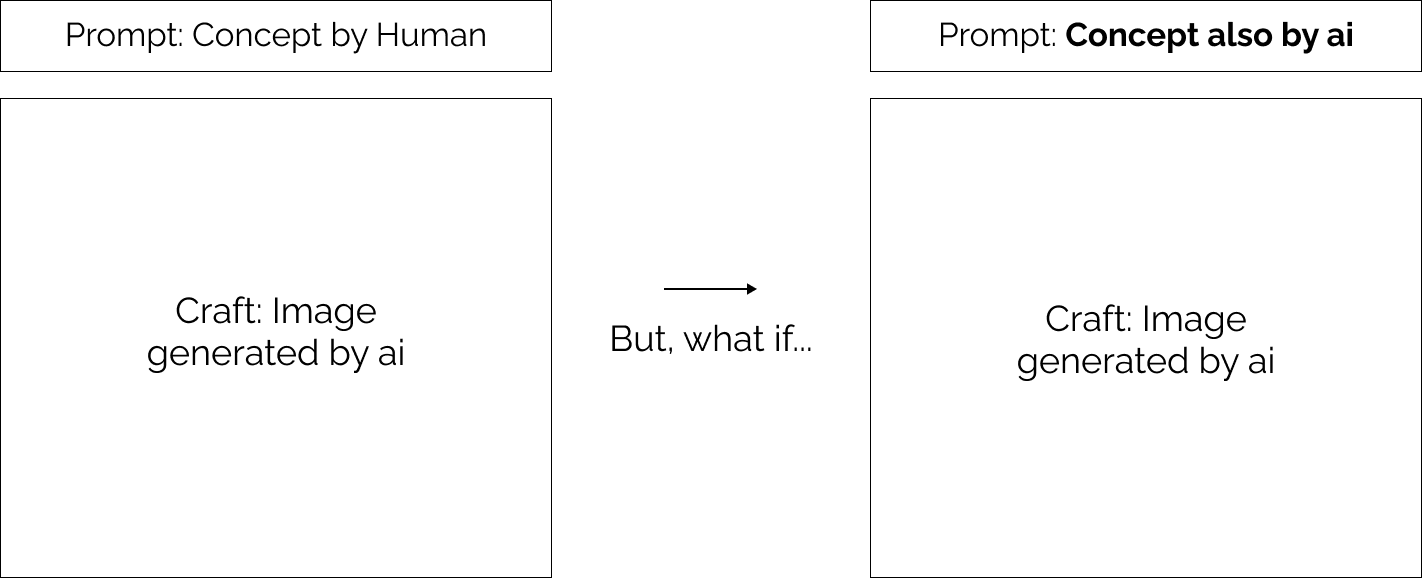 Prompt: Concept by Human
Craft: Image
generated by ai
But, what if...
Prompt: Concept also by ai
Craft: Image
generated by ai